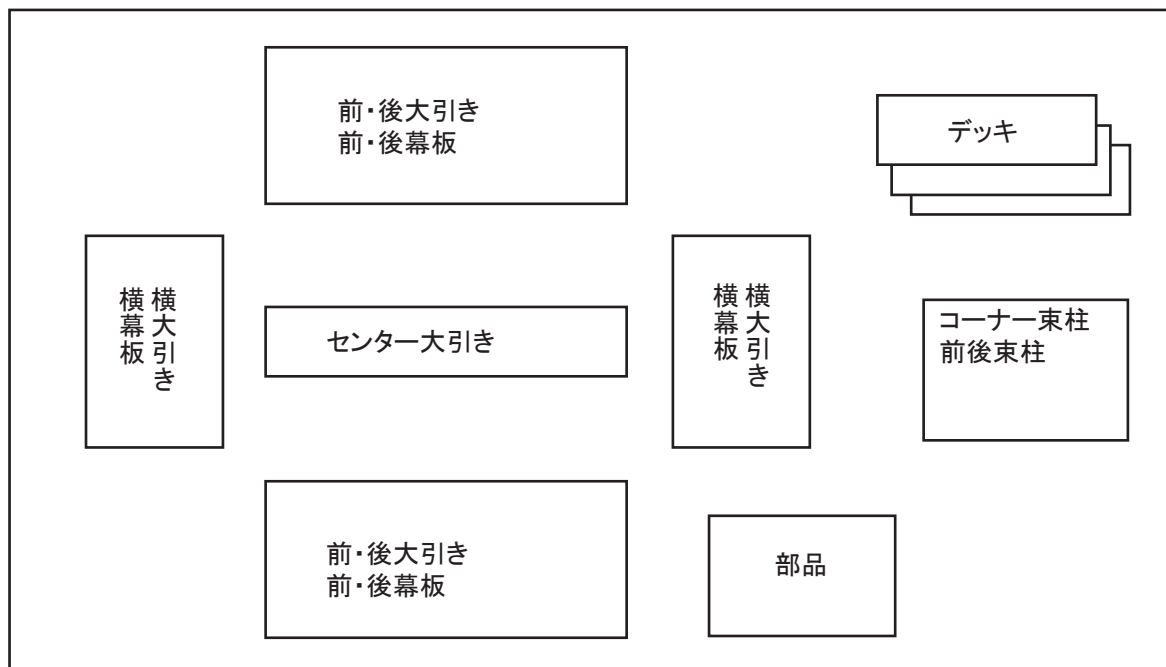 前・後大引き
前・後幕板
デッキ
横大引き
横幕板
センター大引き
横大引き
横幕板
コーナー束柱
前後束柱
前・後大引き
前・後幕板
部品